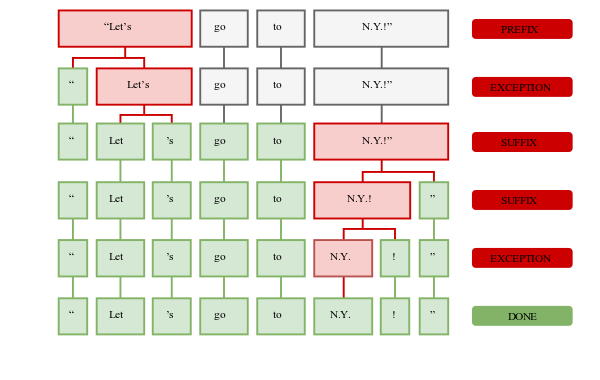 “Let’s go to N.Y.!” PREFIX
“ Let’s go to N.Y.!” EXCEPTION
“ Let ’s go to N.Y.!” SUFFIX
“ Let ’s go to N.Y.! ” SUFFIX
“ Let ’s go to N.Y. ! ” EXCEPTION
“ Let ’s go to N.Y. ! ” DONE